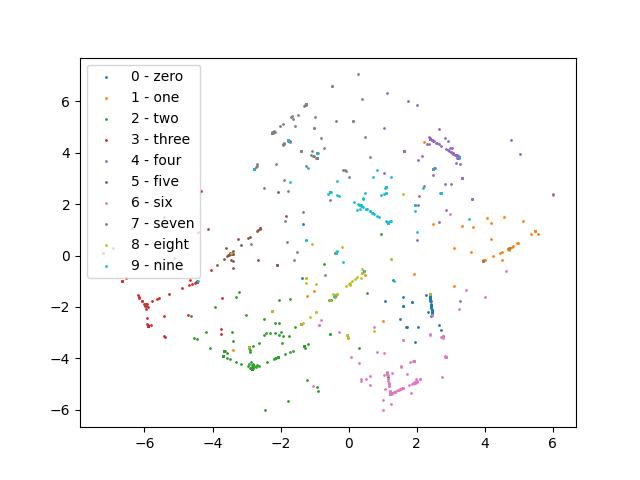 0 - zero
1 - one
2 - two
3 - three
4 - four
5 - five
6 - six
7 - seven
8 - eight
9 - nine
6
4
2
0
−2
−4
−6
−6 −4 −2 0 2 4 6